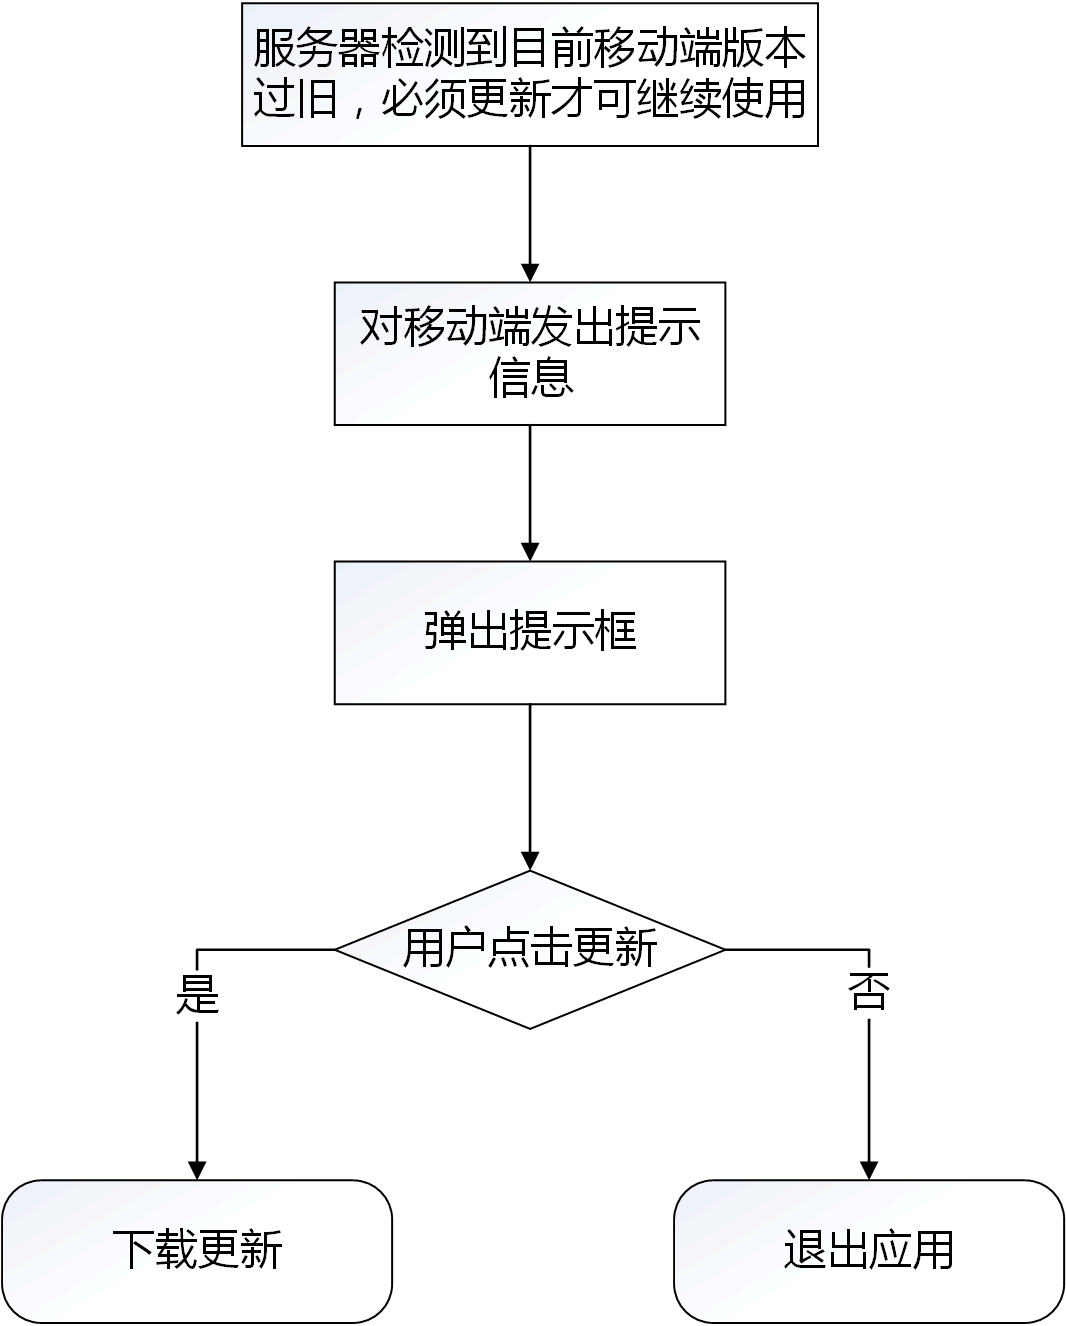 服务器检测到目前移动端版本
过旧，必须更新才可继续使用
对移动端发出提示
信息
弹出提示框
用户点击更新
是
否
下载更新
退出应用